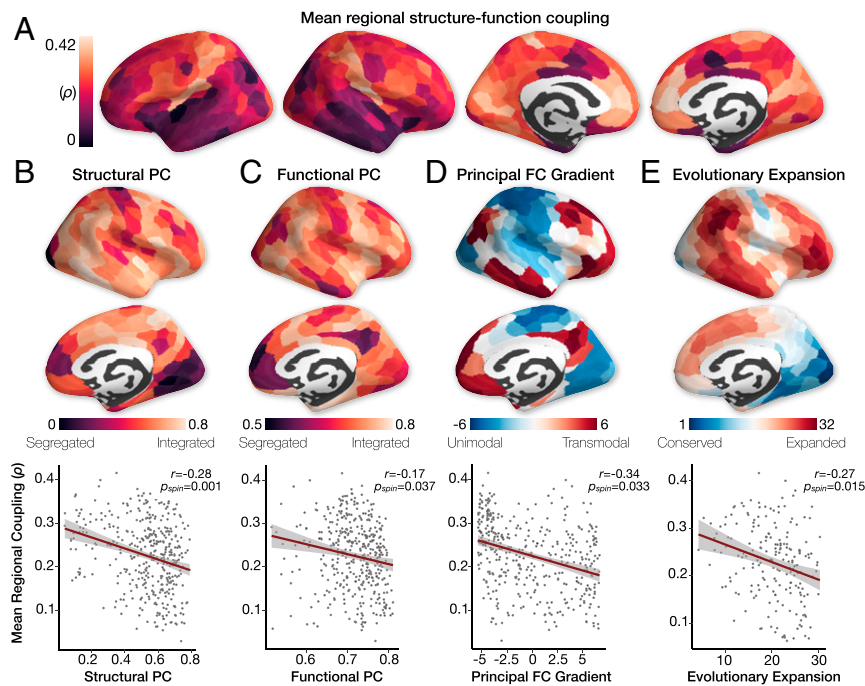 A
Mean regional structure-function coupling
0.42
(ρ)
0
B
Structural PC
C
Functional PC
D
Principal FC Gradient
E
Evolutionary Expansion
0 0.8
Segregated Integrated
0.5 0.8
Segregated Integrated
-6 6
Unimodal Transmodal
1 32
Conserved Expanded
Mean Regional Coupling (ρ)
0.4
0.3
0.2
0.1
r=-0.28
pspin=0.001
0.2 0.4 0.6 0.8
Structural PC
0.4
0.3
0.2
0.1
r=-0.17
pspin=0.037
0.6 0.7 0.8
Functional PC
0.4
0.3
0.2
0.1
r=-0.34
pspin=0.033
-5 -2.5 0 2.5 5
Principal FC Gradient
0.4
0.3
0.2
0.1
r=-0.27
pspin=0.015
10 20 30
Evolutionary Expansion